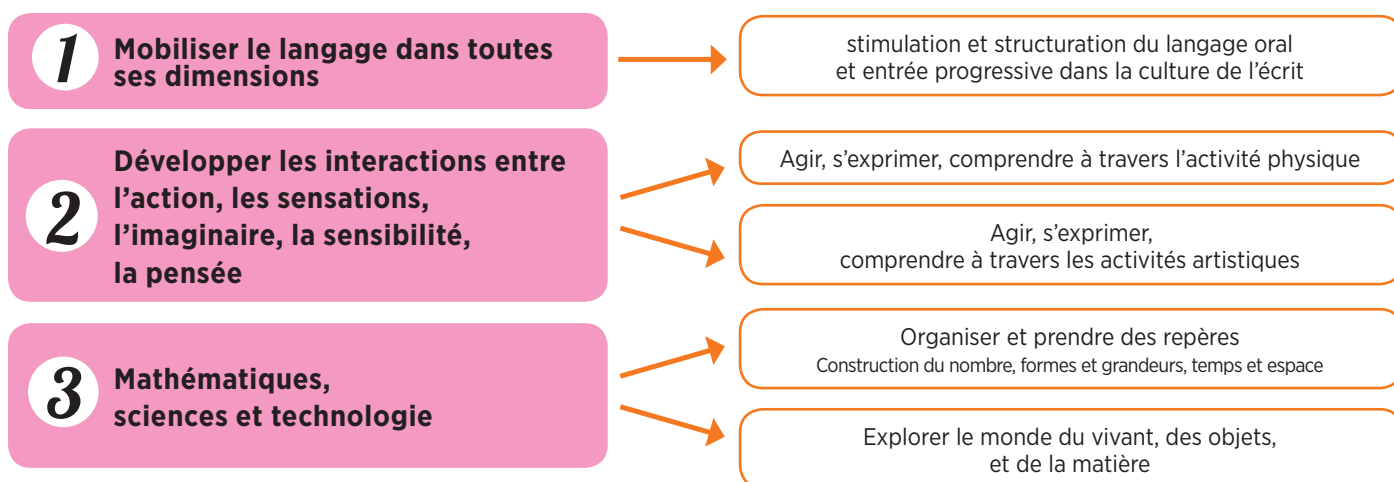 1
Mobiliser le langage dans toutes
ses dimensions
stimulation et structuration du langage oral
et entrée progressive dans la culture de l’écrit
2
Développer les interactions entre
l’action, les sensations,
l’imaginaire, la sensibilité,
la pensée
Agir, s’exprimer, comprendre à travers l’activité physique
Agir, s’exprimer,
comprendre à travers les activités artistiques
3
Mathématiques,
sciences et technologie
Organiser et prendre des repères
Construction du nombre, formes et grandeurs, temps et espace
Explorer le monde du vivant, des objets,
et de la matière